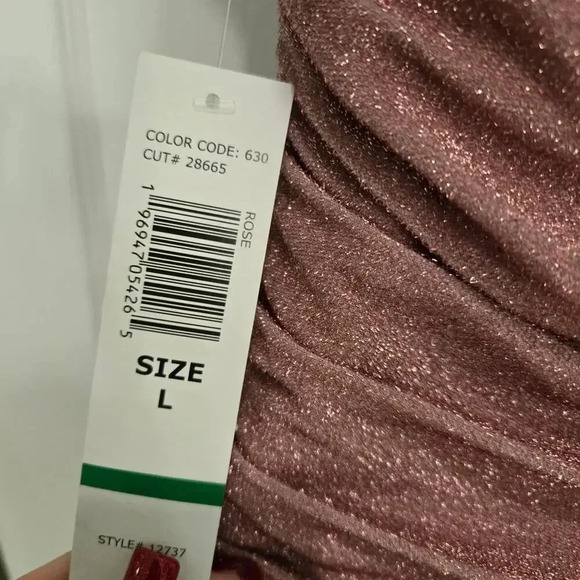 COLOR CODE: 630
CUT# 28665
ROSE
1 96947 05426 5
SIZE
L
STYLE# 12737